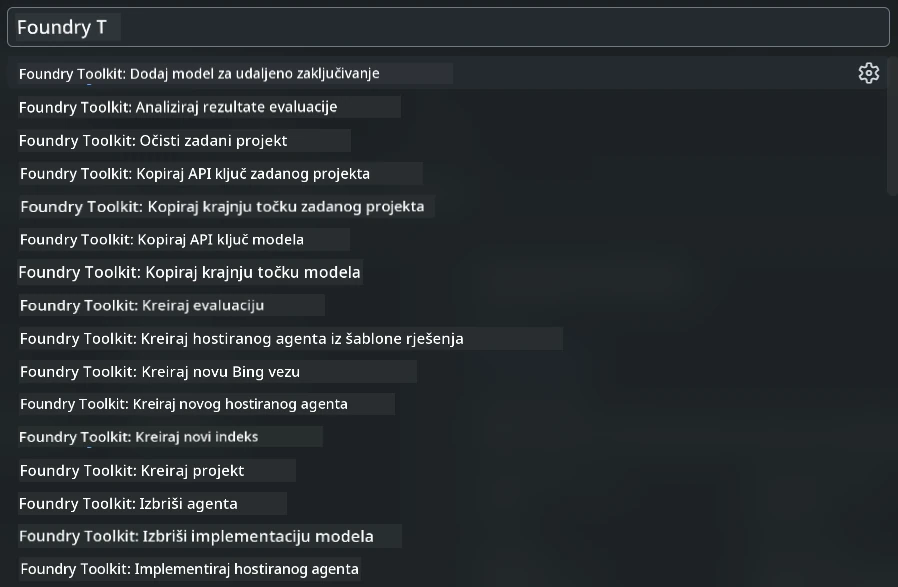 Foundry T
Foundry Toolkit: Dodaj model za udaljeno zaključivanje
Foundry Toolkit: Analiziraj rezultate evaluacije
Foundry Toolkit: Očisti zadani projekt
Foundry Toolkit: Kopiraj API ključ zadanog projekta
Foundry Toolkit: Kopiraj krajnju točku zadanog projekta
Foundry Toolkit: Kopiraj API ključ modela
Foundry Toolkit: Kopiraj krajnju točku modela
Foundry Toolkit: Kreiraj evaluaciju
Foundry Toolkit: Kreiraj hostiranog agenta iz šablone rješenja
Foundry Toolkit: Kreiraj novu Bing vezu
Foundry Toolkit: Kreiraj novog hostiranog agenta
Foundry Toolkit: Kreiraj novi indeks
Foundry Toolkit: Kreiraj projekt
Foundry Toolkit: Izbriši agenta
Foundry Toolkit: Izbriši implementaciju modela
Foundry Toolkit: Implementiraj hostiranog agenta